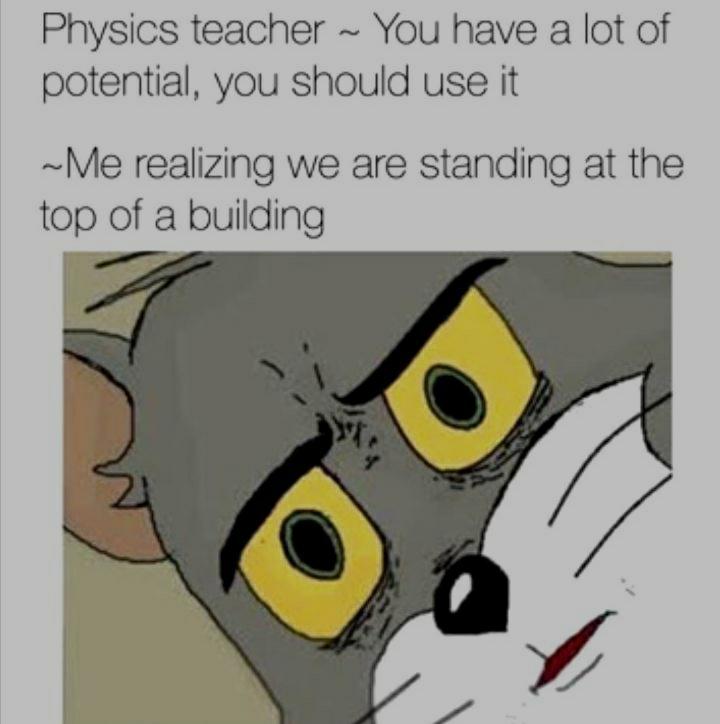 Physics teacher ~ You have a lot of
potential, you should use it
~Me realizing we are standing at the
top of a building